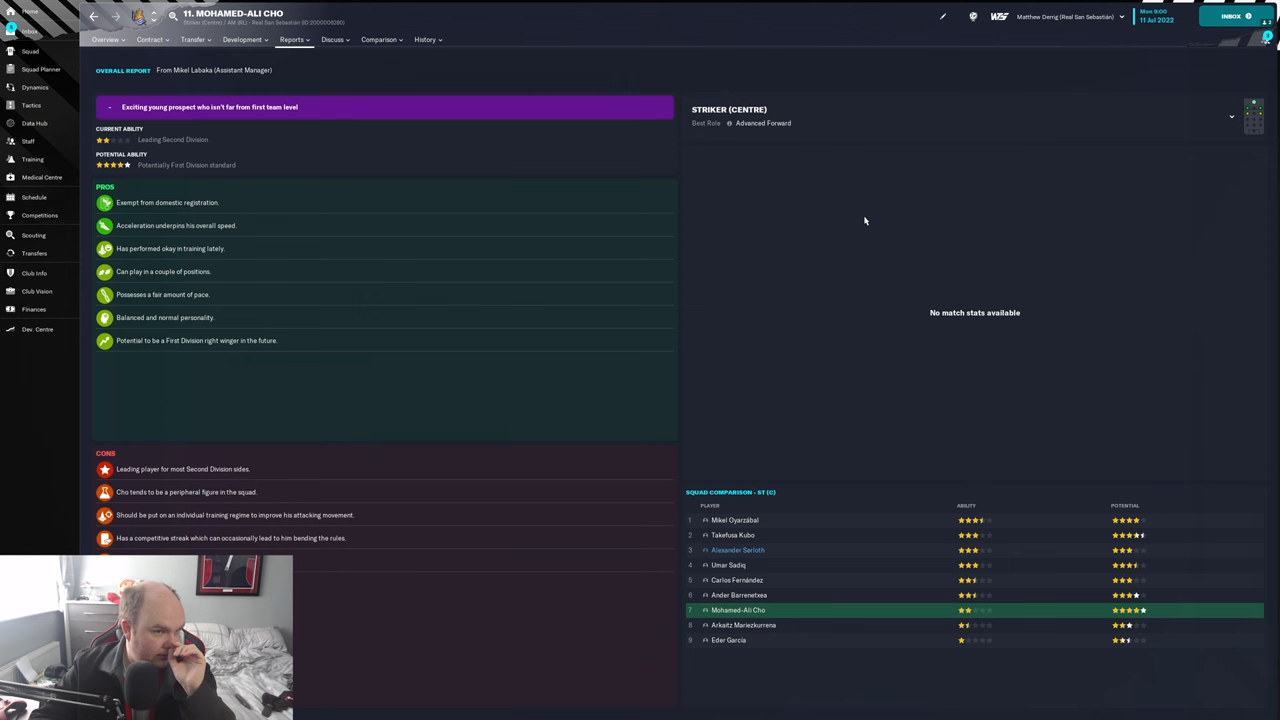 Home
11. MOHAMED-ALI CHO
Striker (Centre) / AM (RL) - Real San Sebastián (ID:2000006280)
Matthew Derrig (Real San Sebastián)
Mon 9:00
11 Jul 2022
INBOX
2
Inbox
Overview
Contract
Transfer
Development
Reports
Discuss
Comparison
History
Squad
Squad Planner
Dynamics
Tactics
Data Hub
Staff
Training
Medical Centre
Schedule
Competitions
Scouting
Transfers
Club Info
Club Vision
Finances
Dev. Centre
OVERALL REPORT From Mikel Labaka (Assistant Manager)
- Exciting young prospect who isn't far from first team level
CURRENT ABILITY
Leading Second Division
POTENTIAL ABILITY
Potentially First Division standard
PROS
Exempt from domestic registration.
Acceleration underpins his overall speed.
Has performed okay in training lately.
Can play in a couple of positions.
Possesses a fair amount of pace.
Balanced and normal personality.
Potential to be a First Division right winger in the future.
CONS
Leading player for most Second Division sides.
Cho tends to be a peripheral figure in the squad.
Should be put on an individual training regime to improve his attacking movement.
Has a competitive streak which can occasionally lead to him bending the rules.
STRIKER (CENTRE)
Best Role Advanced Forward
No match stats available
SQUAD COMPARISON - ST (C)
PLAYER ABILITY POTENTIAL
1 Mikel Oyarzábal
2 Takefusa Kubo
3 Alexander Sørloth
4 Umar Sadiq
5 Carlos Fernández
6 Ander Barrenetxea
7 Mohamed-Ali Cho
8 Arkaitz Mariezkurrena
9 Eder García